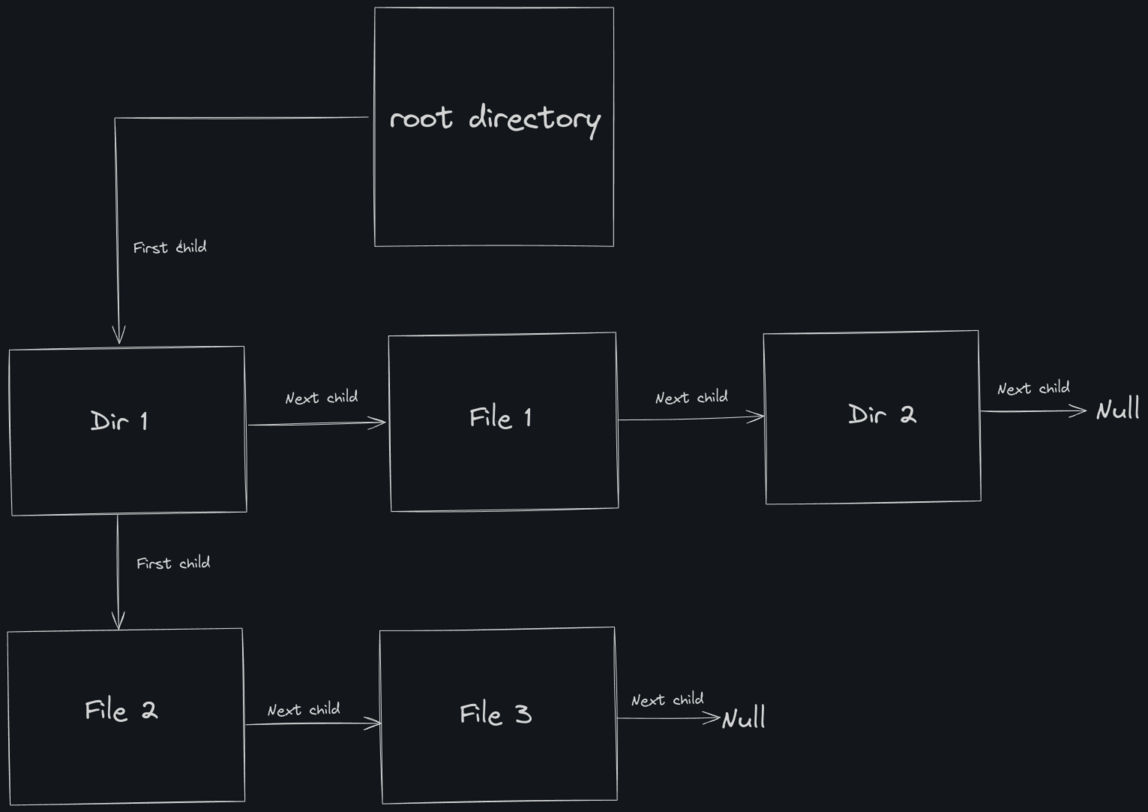 root directory
First child
Dir 1
Next child
File 1
Next child
Dir 2
Next child
Null
First child
File 2
Next child
File 3
Next child
Null